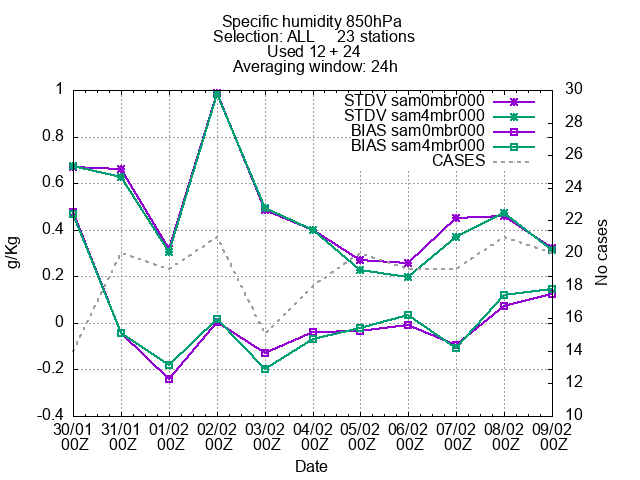 Specific humidity 850hPa
Selection: ALL 23 stations
Used 12 + 24
Averaging window: 24h
STDV sam0mbr000
STDV sam4mbr000
BIAS sam0mbr000
BIAS sam4mbr000
CASES
1
0.8
0.6
0.4
0.2
0
-0.2
-0.4
g/Kg
30
28
26
24
22
20
18
16
14
12
10
No cases
30/01 31/01 01/02 02/02 03/02 04/02 05/02 06/02 07/02 08/02 09/02
00Z 00Z 00Z 00Z 00Z 00Z 00Z 00Z 00Z 00Z 00Z
Date